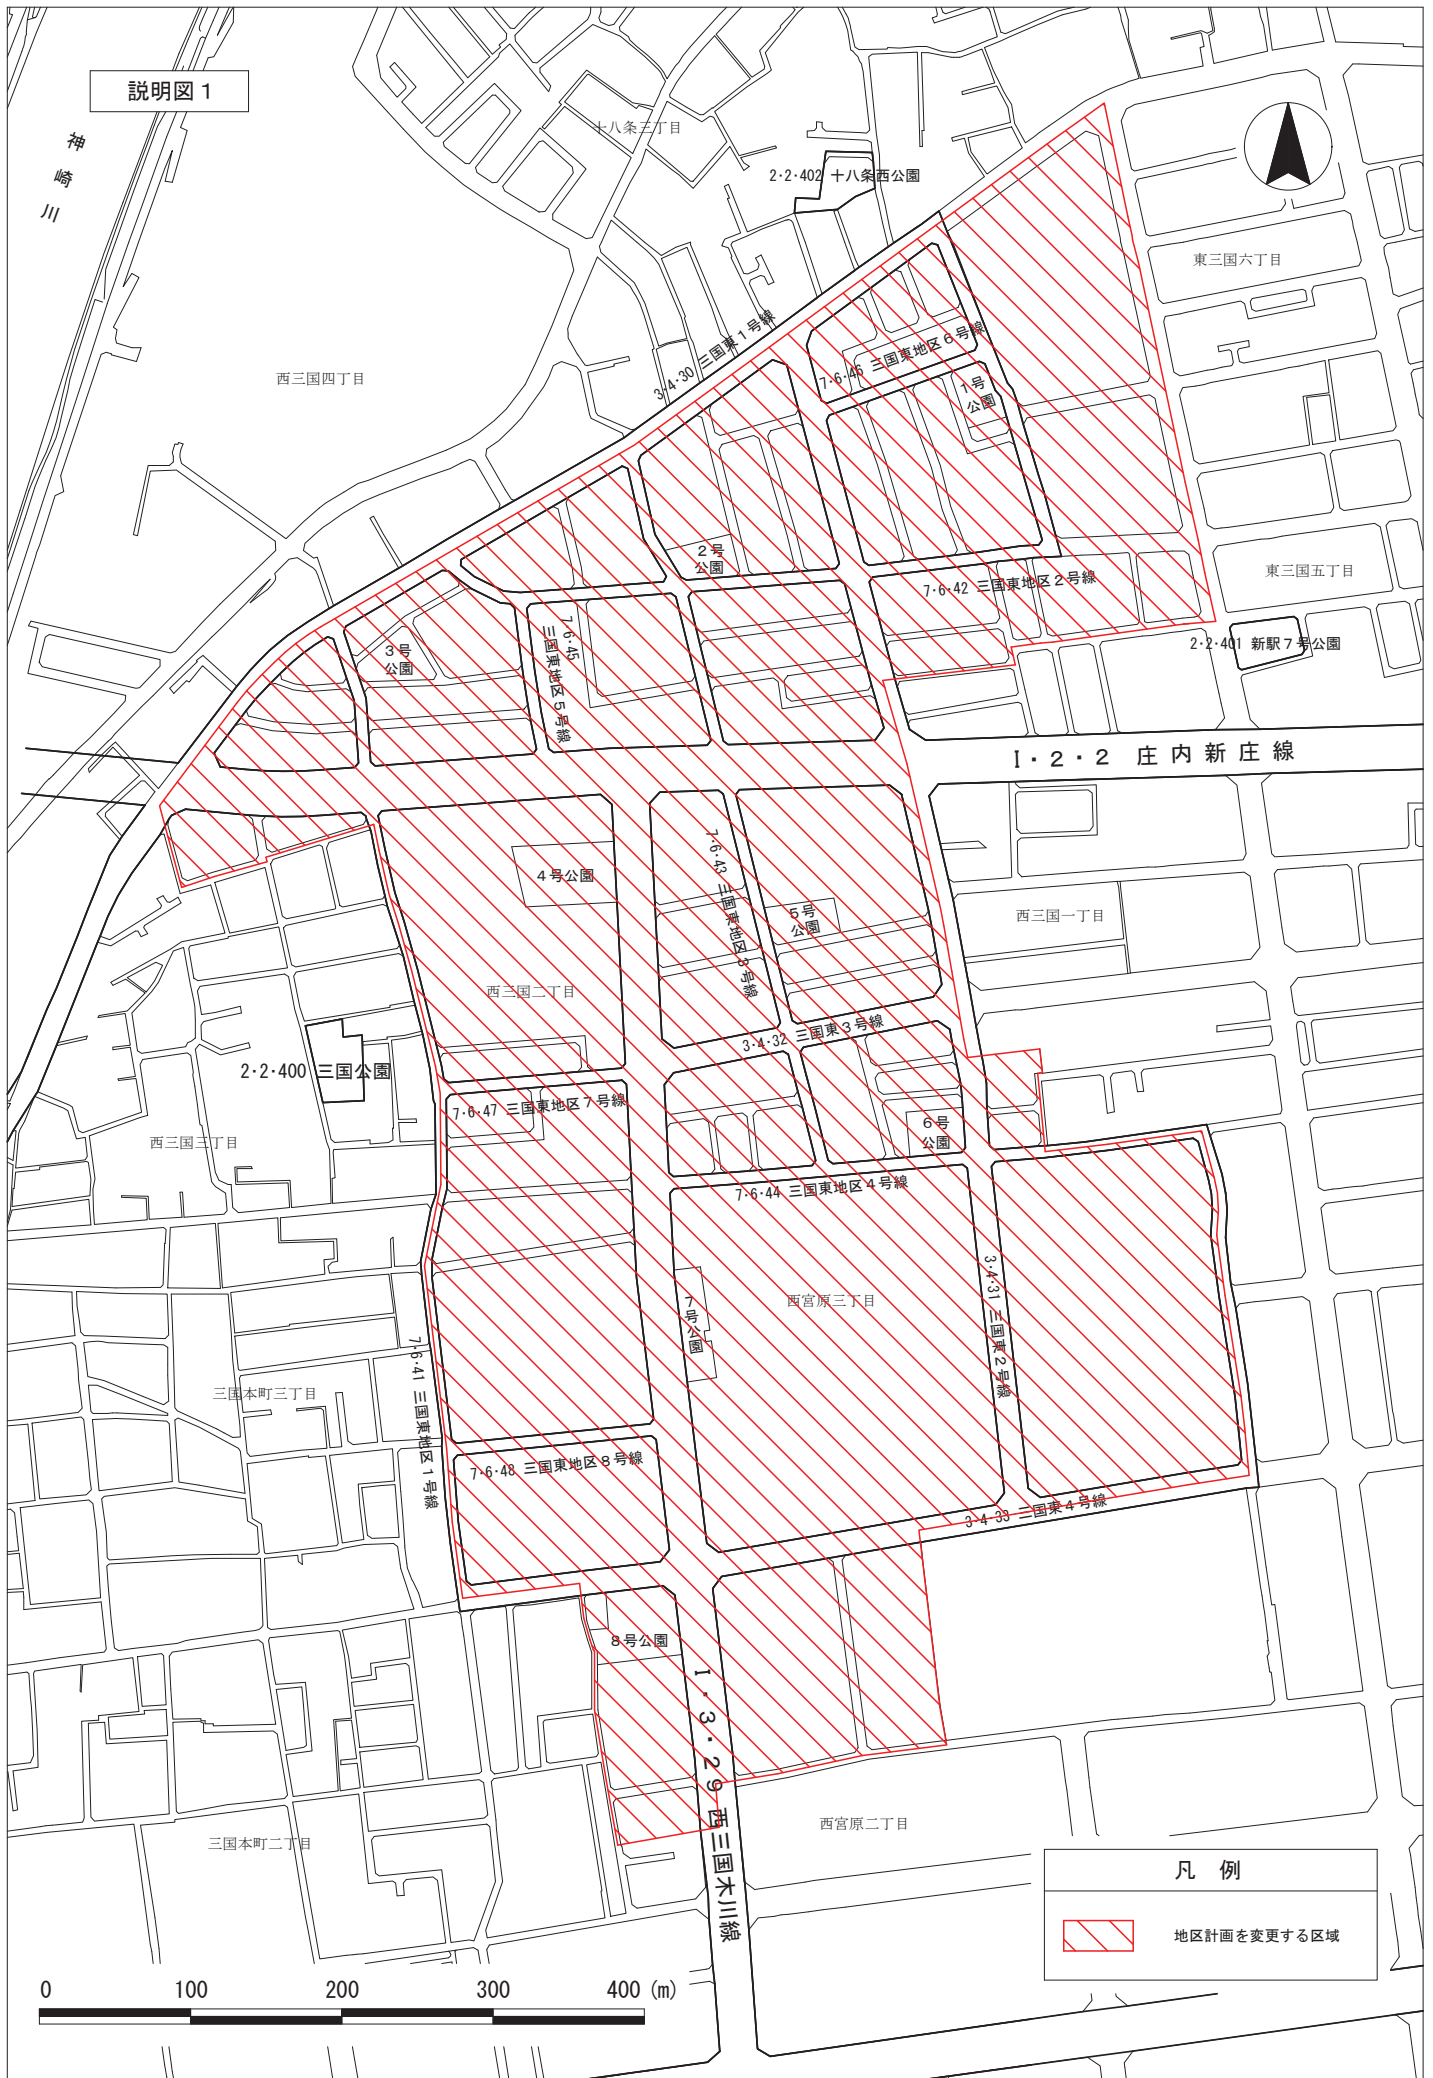 説明図１
神
崎
川
十八条三丁目
2・2・402 十八条西公園
東三国六丁目
3・4・30 三国東１号線
7・6・46 三国東地区６号線
西三国四丁目
１号
公園
２号
公園
7・6・42 三国東地区２号線
東三国五丁目
2・2・401 新駅７号公園
7・6・45
三国東地区５号線
３号
公園
Ⅰ・２・２ 庄内新庄線
7・6・43 三国東地区３号線
４号公園
５号
公園
西三国一丁目
西三国二丁目
3・4・32 三国東３号線
2・2・400 三国公園
7・6・47 三国東地区７号線
６号
公園
西三国三丁目
7・6・44 三国東地区４号線
3・4・31 三国東２号線
７号公園
西宮原三丁目
7・6・41 三国東地区１号線
三国本町三丁目
7・6・48 三国東地区８号線
3・4・33 三国東４号線
８号公園
Ⅰ・３・２９ 西三国木川線
西宮原二丁目
三国本町二丁目
凡 例
地区計画を変更する区域
0 100 200 300 400 (m)